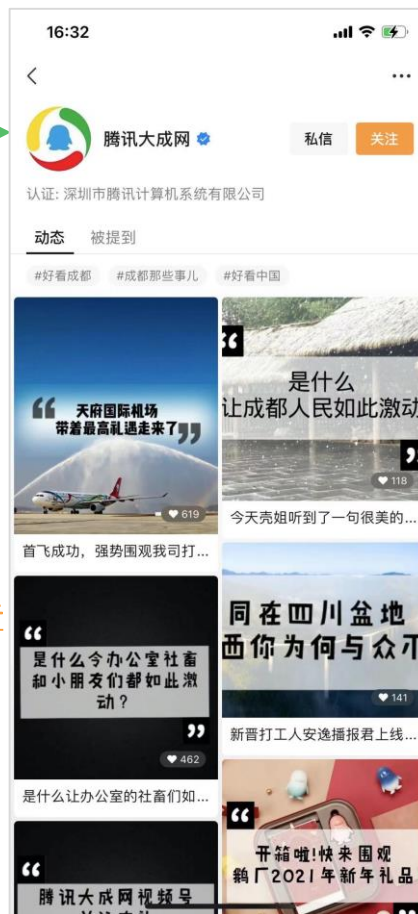 16:32
腾讯大成网
私信
关注
认证: 深圳市腾讯计算机系统有限公司
动态
被提到
#好看成都
#成都那些事儿
#好看中国
天府国际机场
带着最高礼遇走来了
619
首飞成功，强势围观我司打...
是什么
让成都人民如此激动
118
今天壳姐听到了一句很美的...
是什么令办公室社畜
和小朋友们都如此激
动？
462
是什么让办公室的社畜们如...
同在四川盆地
西你为何与众不
141
新晋打工人安逸播报君上线...
开箱啦!快来围观
鹅厂2021年新年礼品
腾讯大成网视频号